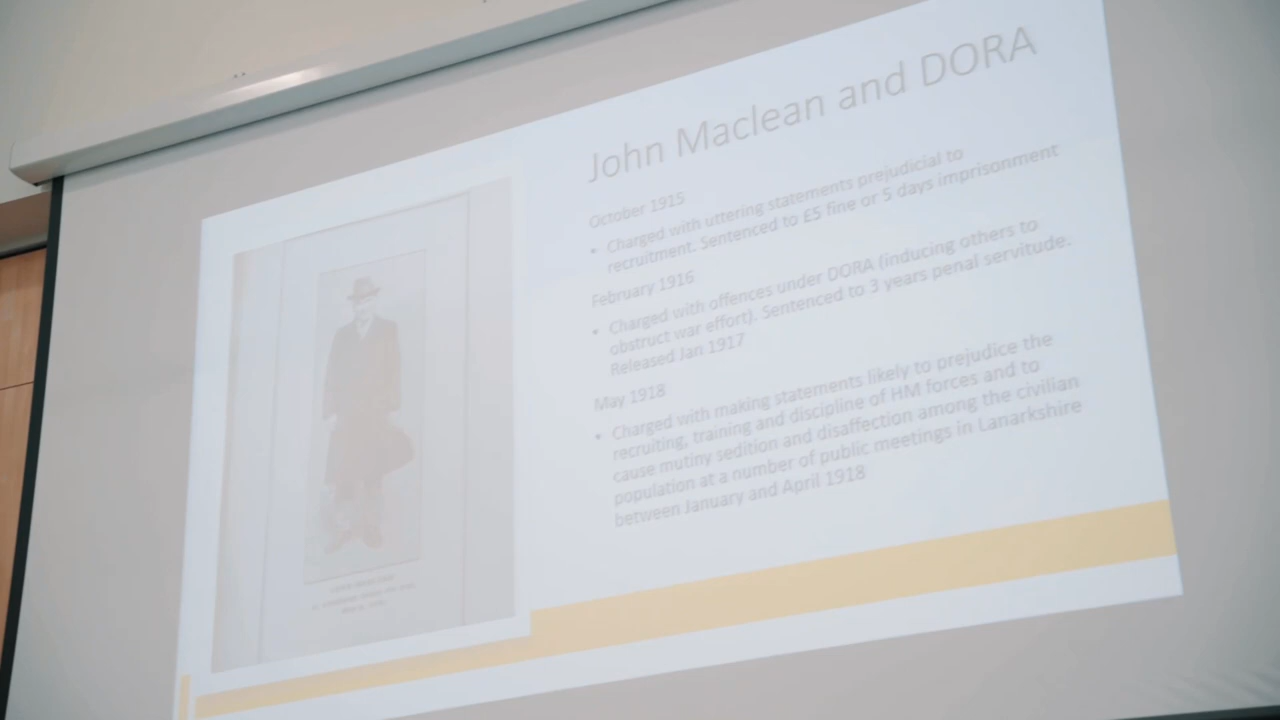 John Maclean and DORA
October 1915
• Charged with uttering statements prejudicial to
recruitment. Sentenced to £5 fine or 5 days imprisonment
February 1916
• Charged with offences under DORA (inducing others to
obstruct war effort). Sentenced to 3 years penal servitude.
Released Jan 1917
May 1918
• Charged with making statements likely to prejudice the
recruiting, training and discipline of HM forces and to
cause mutiny sedition and disaffection among the civilian
population at a number of public meetings in Lanarkshire
between January and April 1918